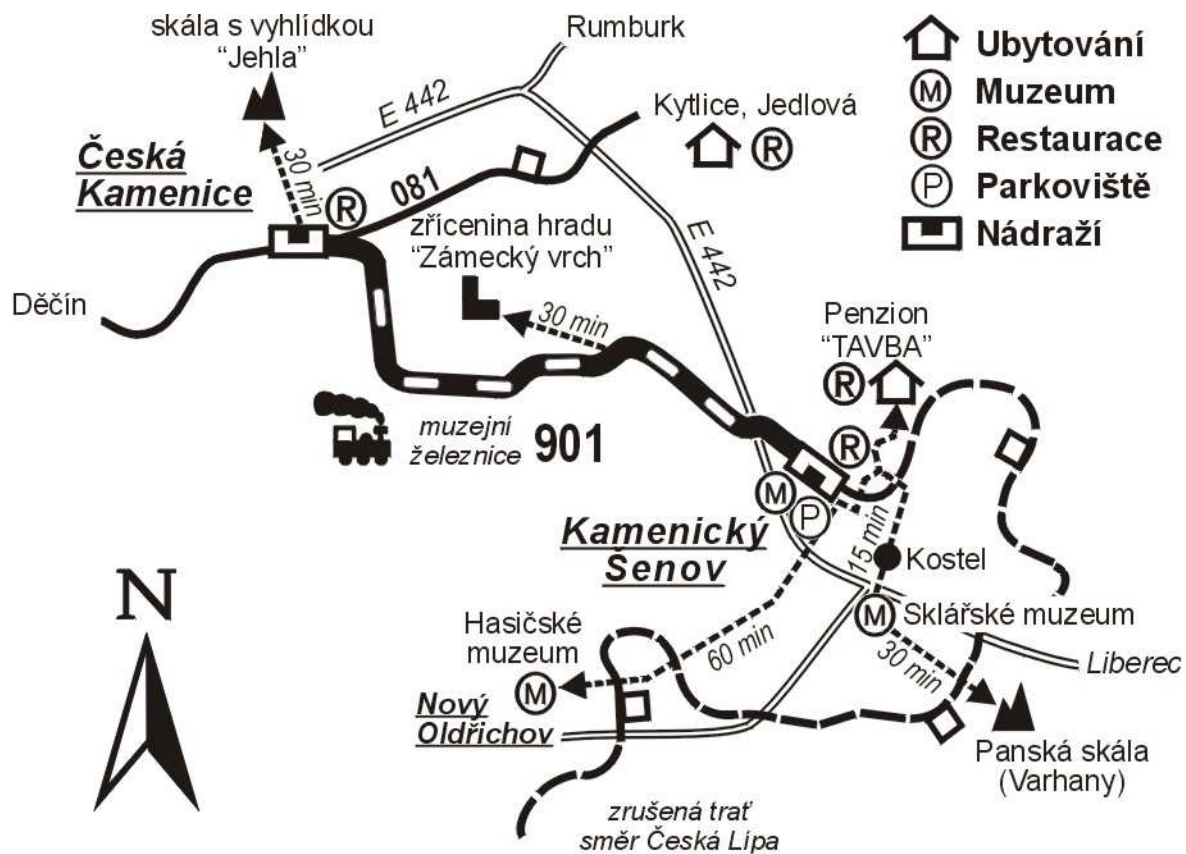 skála s vyhlídkou
“Jehla”
Rumburk
E 442
Kytlice, Jedlová
R
Ubytování
M Muzeum
R Restaurace
P Parkoviště
Nádraží
Česká
Kamenice
30 min
R
081
zřícenina hradu
“Zámecký vrch”
E 442
Děčín
30 min
Penzion
“TAVBA”
R
muzejní
železnice
901
R
M
P
Kamenický
Šenov
15 min
Kostel
N
M
Sklářské muzeum
Hasičské
muzeum
60 min
30 min
Liberec
M
Nový
Oldřichov
Panská skála
(Varhany)
zrušená trať
směr Česká Lípa